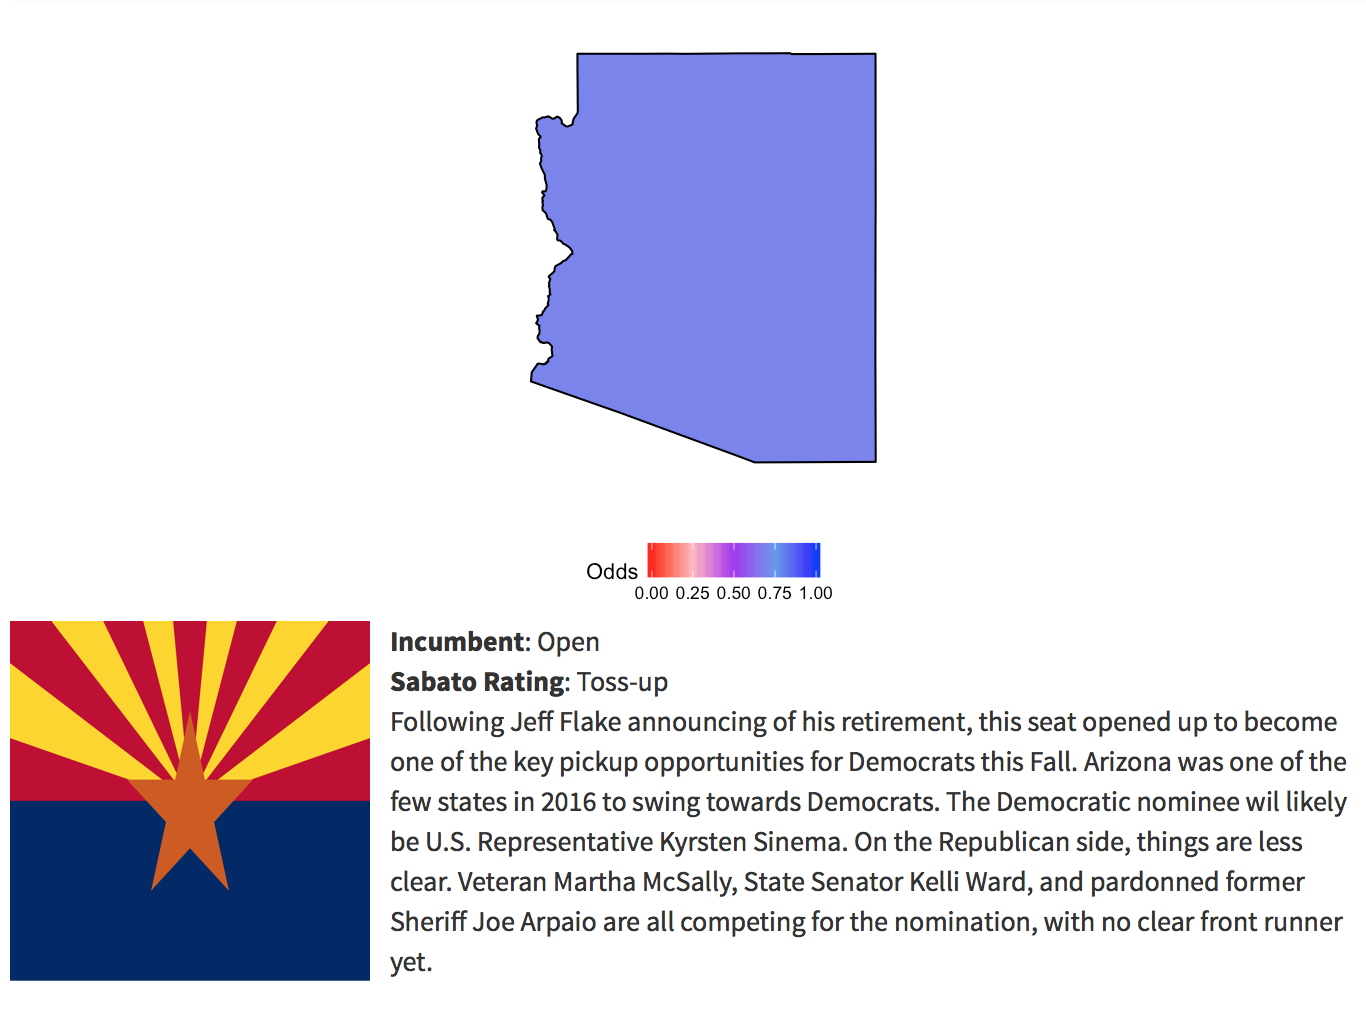 Odds
0.00 0.25 0.50 0.75 1.00
Incumbent: Open
Sabato Rating: Toss-up
Following Jeff Flake announcing of his retirement, this seat opened up to become
one of the key pickup opportunities for Democrats this Fall. Arizona was one of the
few states in 2016 to swing towards Democrats. The Democratic nominee wil likely
be U.S. Representative Kyrsten Sinema. On the Republican side, things are less
clear. Veteran Martha McSally, State Senator Kelli Ward, and pardonned former
Sheriff Joe Arpaio are all competing for the nomination, with no clear front runner
yet.